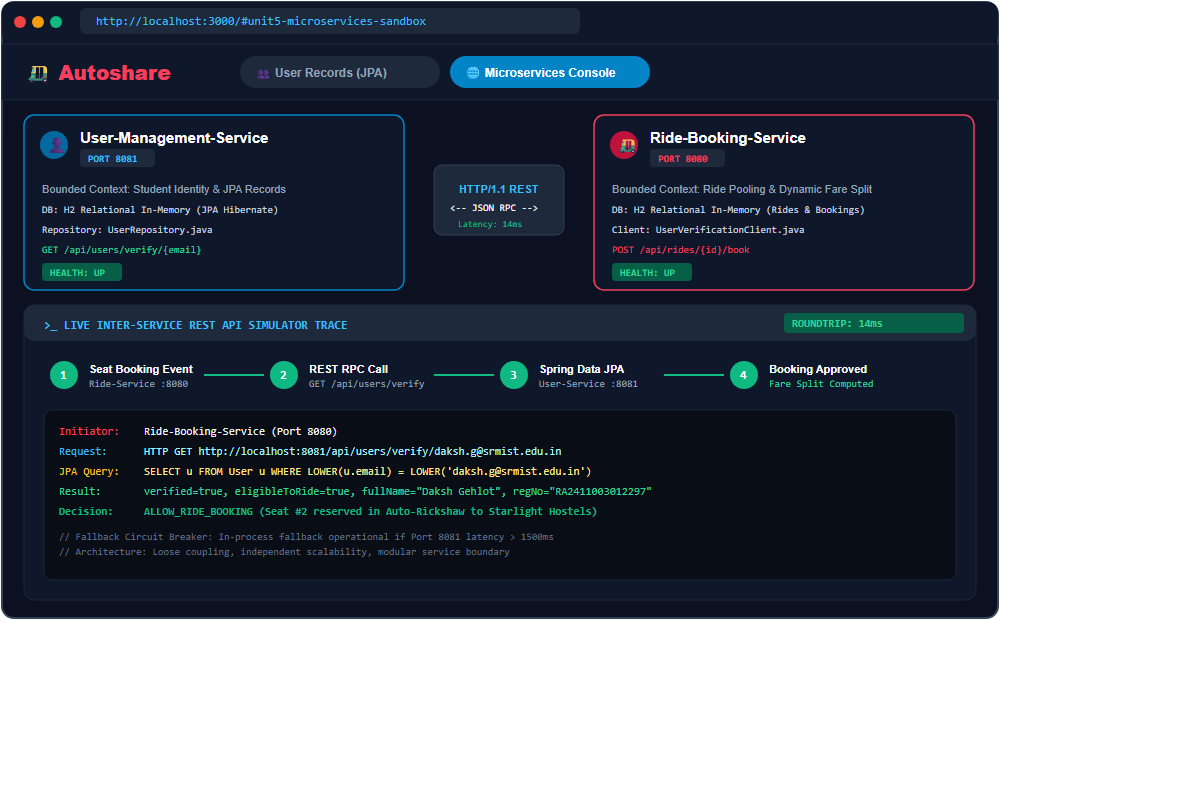 http://localhost:3000/#unit5-microservices-sandbox
Autoshare
User Records (JPA)
Microservices Console
User-Management-Service
PORT 8081
Bounded Context: Student Identity & JPA Records
DB: H2 Relational In-Memory (JPA Hibernate)
Repository: UserRepository.java
GET /api/users/verify/{email}
HEALTH: UP
HTTP/1.1 REST
<-- JSON RPC -->
Latency: 14ms
Ride-Booking-Service
PORT 8080
Bounded Context: Ride Pooling & Dynamic Fare Split
DB: H2 Relational In-Memory (Rides & Bookings)
Client: UserVerificationClient.java
POST /api/rides/{id}/book
HEALTH: UP
>_ LIVE INTER-SERVICE REST API SIMULATOR TRACE
ROUNDTRIP: 14ms
1
Seat Booking Event
Ride-Service :8080
2
REST RPC Call
GET /api/users/verify
3
Spring Data JPA
User-Service :8081
4
Booking Approved
Fare Split Computed
Initiator: Ride-Booking-Service (Port 8080)
Request: HTTP GET http://localhost:8081/api/users/verify/daksh.g@srmist.edu.in
JPA Query: SELECT u FROM User u WHERE LOWER(u.email) = LOWER('daksh.g@srmist.edu.in')
Result: verified=true, eligibleToRide=true, fullName="Daksh Gehlot", regNo="RA2411003012297"
Decision: ALLOW_RIDE_BOOKING (Seat #2 reserved in Auto-Rickshaw to Starlight Hostels)
// Fallback Circuit Breaker: In-process fallback operational if Port 8081 latency > 1500ms
// Architecture: Loose coupling, independent scalability, modular service boundary